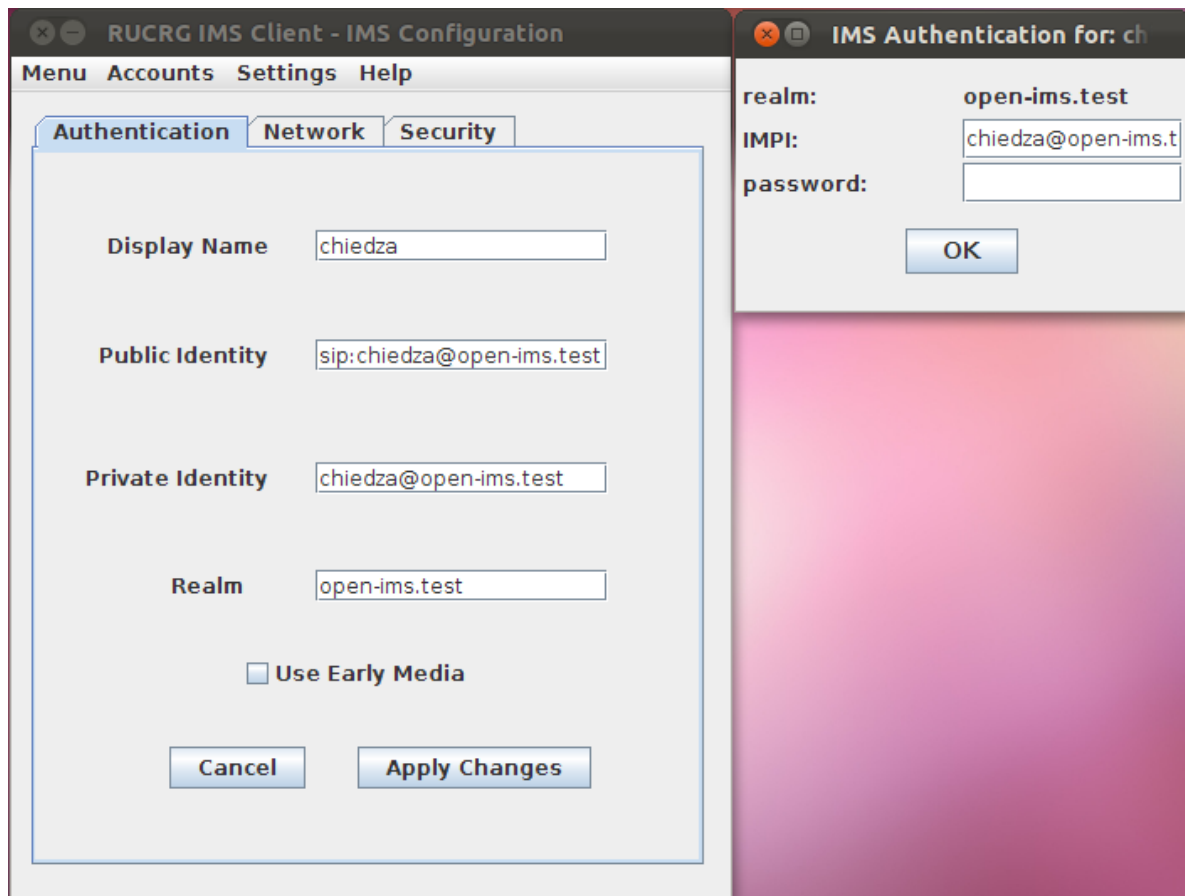 RUCRG IMS Client - IMS Configuration
Menu Accounts Settings Help
Authentication Network Security
Display Name chiedza
Public Identity sip:chiedza@open-ims.test
Private Identity chiedza@open-ims.test
Realm open-ims.test
Use Early Media
Cancel Apply Changes
IMS Authentication for: ch
realm: open-ims.test
IMPI: chiedza@open-ims.t
password:
OK